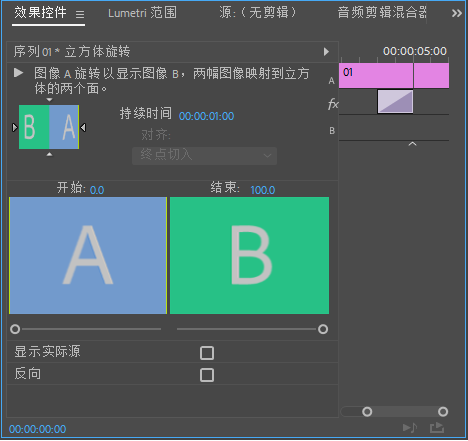 效果控件 Lumetri 范围 源:（无剪辑） 音频剪辑混合器
序列 01 * 立方体旋转
00:00:05:00
图像 A 旋转以显示图像 B，两幅图像映射到立方体的两个面。
A
01
B A
持续时间 00:00:01:00
fx
对齐:
B
终点切入
开始: 0.0
结束: 100.0
A
B
显示实际源
反向
00:00:00:00